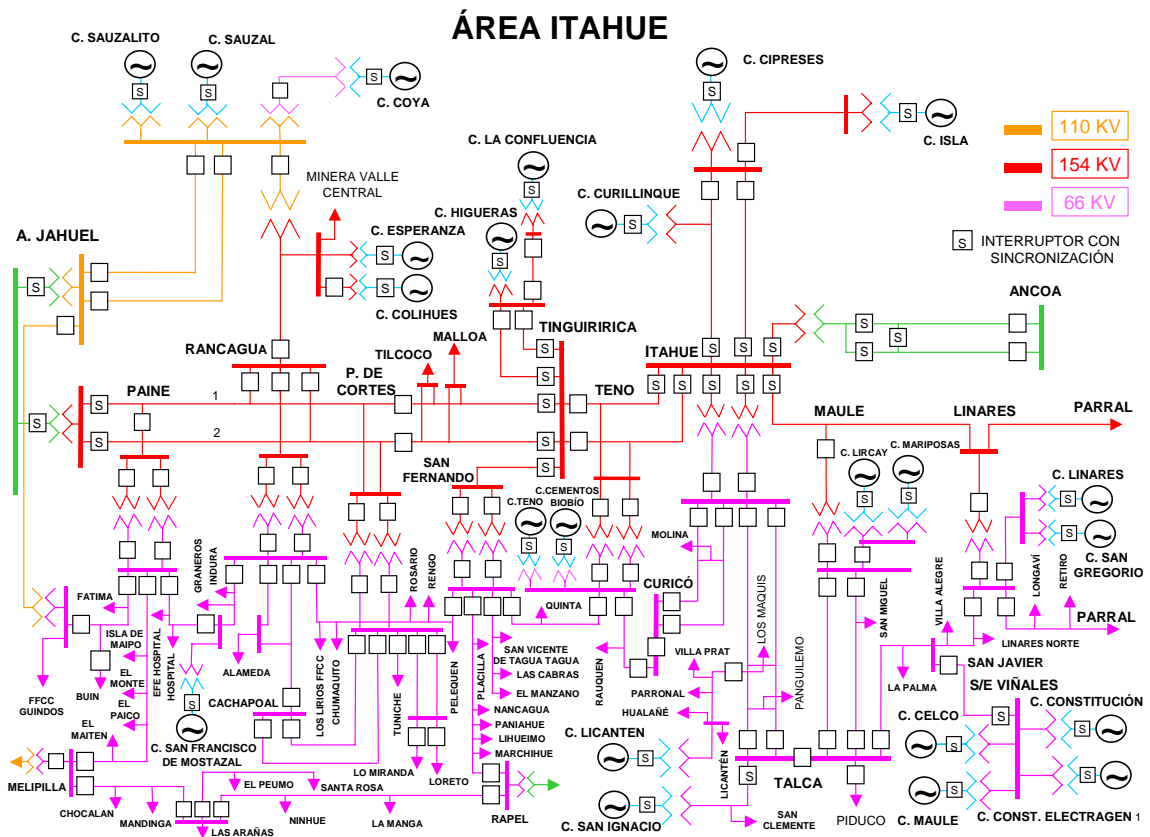 ÁREA ITAHUE
C. SAUZALITO
C. SAUZAL
C. COYA
C. CIPRESES
C. ISLA
C. LA CONFLUENCIA
C. CURILLINQUE
C. HIGUERAS
MINERA VALLE
CENTRAL
C. ESPERANZA
C. COLIHUES
110 KV
154 KV
66 KV
S
INTERRUPTOR CON
SINCRONIZACIÓN
A. JAHUEL
RANCAGUA
PAINE
P. DE
CORTES
TILCOCO
MALLOA
TINGUIRIRICA
TENO
ITAHUE
ANCOA
1
2
MAULE
LINARES
PARRAL
C. LIRCAY
C. MARIPOSAS
C. LINARES
C. SAN
GREGORIO
SAN
FERNANDO
C.TENO
C.CEMENTOS
BIOBÍO
MOLINA
CURICÓ
GRANEROS
INDURA
ROSARIO
RENGO
FATIMA
QUINTA
RAUQUEN
LOS MAQUIS
SAN MIGUEL
VILLA ALEGRE
LONGAVÍ
RETIRO
PARRAL
LINARES NORTE
ISLA DE
MAIPO
EL
MONTE
EL
PAICO
EL
MAITEN
EFE HOSPITAL
HOSPITAL
FFCC
GUINDOS
BUIN
ALAMEDA
CACHAPOAL
LOS LIRIOS FFCC
CHUMAQUITO
TUNICHE
PELEQUEN
PLACILLA
SAN VICENTE
DE TAGUA TAGUA
LAS CABRAS
EL MANZANO
NANCAGUA
PANIAHUE
LIHUEIMO
MARCHIHUE
VILLA PRAT
PARRONAL
HUALAÑÉ
LICANTÉN
PANGUILEMO
LA PALMA
SAN JAVIER
S/E VIÑALES
C. CONSTITUCIÓN
C. CELCO
C. MAULE
C. CONST. ELECTRAGEN 1
C. SAN FRANCISCO
DE MOSTAZAL
LO MIRANDA
LORETO
C. LICANTEN
C. SAN IGNACIO
TALCA
SAN
CLEMENTE
PIDUCO
MELIPILLA
CHOCALAN
MANDINGA
LAS ARAÑAS
EL PEUMO
SANTA ROSA
NINHUE
LA MANGA
RAPEL